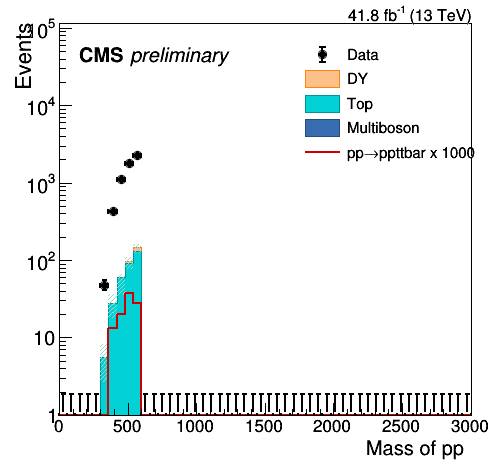 41.8 fb⁻¹ (13 TeV)
CMS preliminary
Events
10⁵
10⁴
10³
10²
10
1
Data
DY
Top
Multiboson
pp→ppttbar x 1000
0 500 1000 1500 2000 2500 3000
Mass of pp